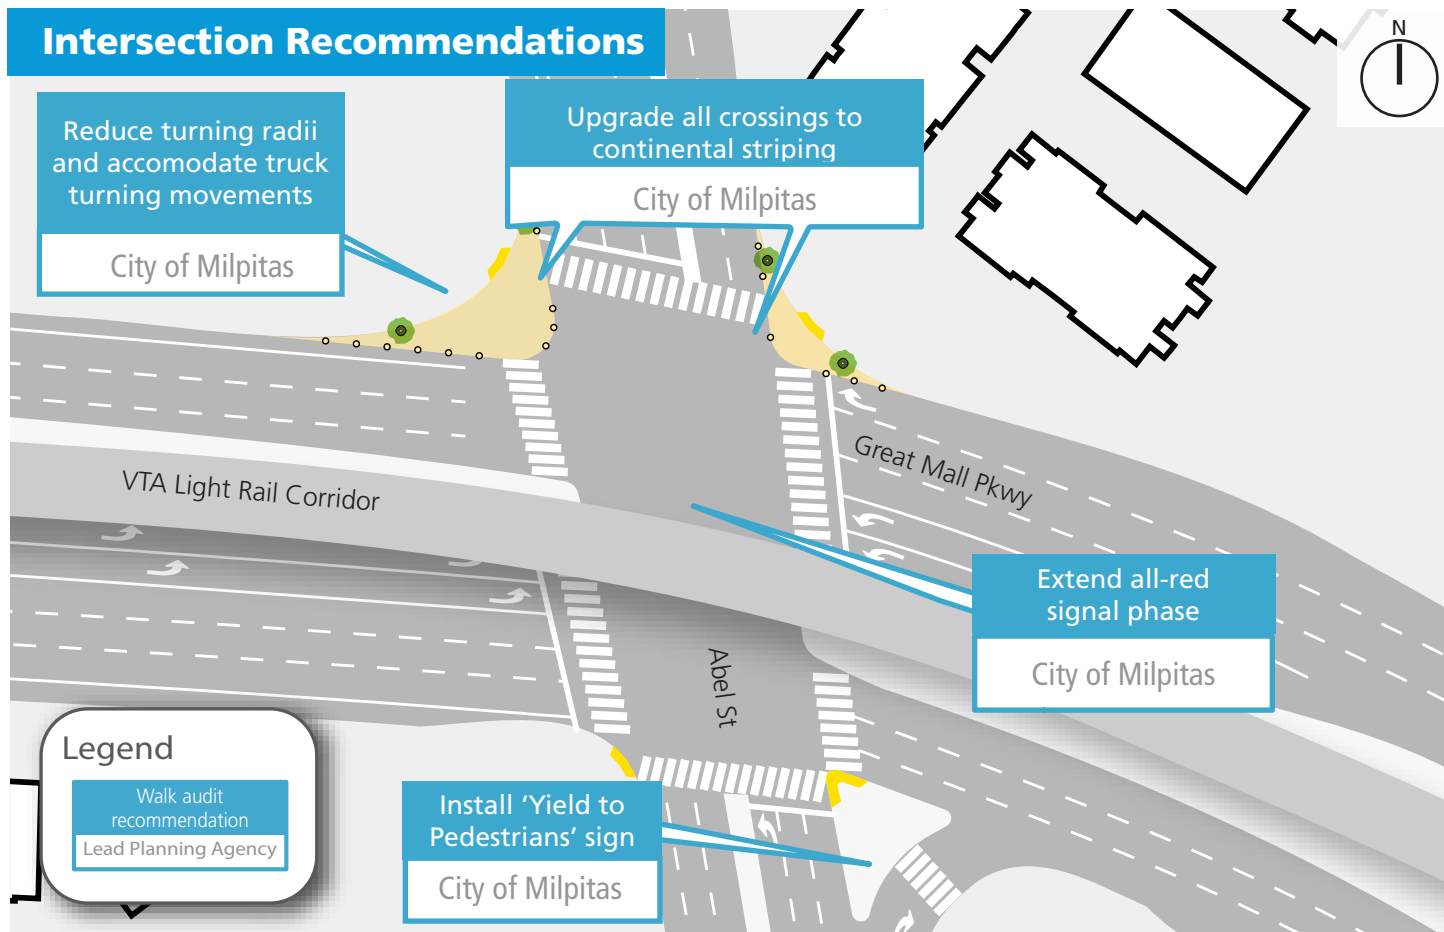 Intersection Recommendations
N
Reduce turning radii
and accomodate truck
turning movements
City of Milpitas
Upgrade all crossings to
continental striping
City of Milpitas
VTA Light Rail Corridor
Great Mall Pkwy
Extend all-red
signal phase
City of Milpitas
Abel St
Legend
Walk audit
recommendation
Lead Planning Agency
Install ‘Yield to
Pedestrians’ sign
City of Milpitas